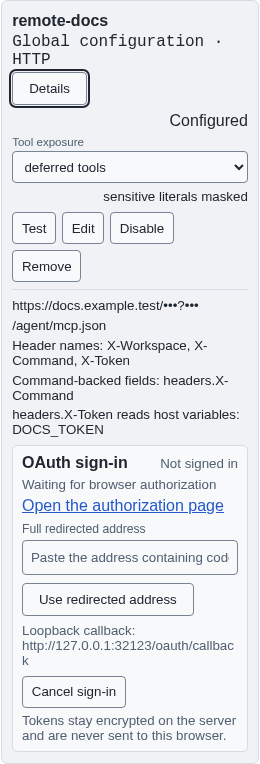 remote-docs
Global configuration ·
HTTP
Details
Configured
Tool exposure
deferred tools
sensitive literals masked
Test Edit Disable
Remove
https://docs.example.test/•••?•••
/agent/mcp.json
Header names: X-Workspace, X-
Command, X-Token
Command-backed fields: headers.X-
Command
headers.X-Token reads host variables:
DOCS_TOKEN
OAuth sign-in Not signed in
Waiting for browser authorization
Open the authorization page
Full redirected address
Paste the address containing cod
Use redirected address
Loopback callback:
http://127.0.0.1:32123/oauth/callbac
k
Cancel sign-in
Tokens stay encrypted on the server
and are never sent to this browser.